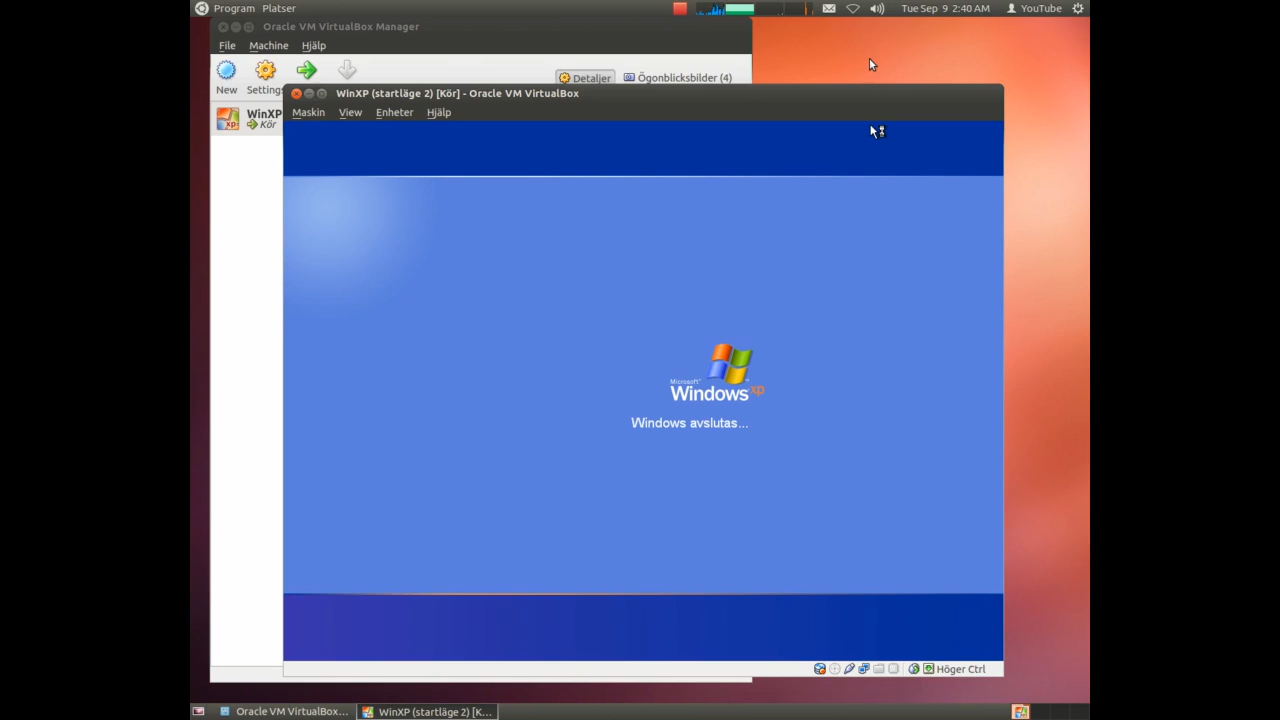 Program Platser
Tue Sep 9 2:40 AM YouTube
Oracle VM VirtualBox Manager
File Machine Hjälp
New Settings
Detaljer Ögonblicksbilder (4)
WinXP
Kör
WinXP (startläge 2) [Kör] - Oracle VM VirtualBox
Maskin View Enheter Hjälp
Microsoft
Windows xp
Windows avslutas...
Höger Ctrl
Oracle VM VirtualBox... WinXP (startläge 2) [K...